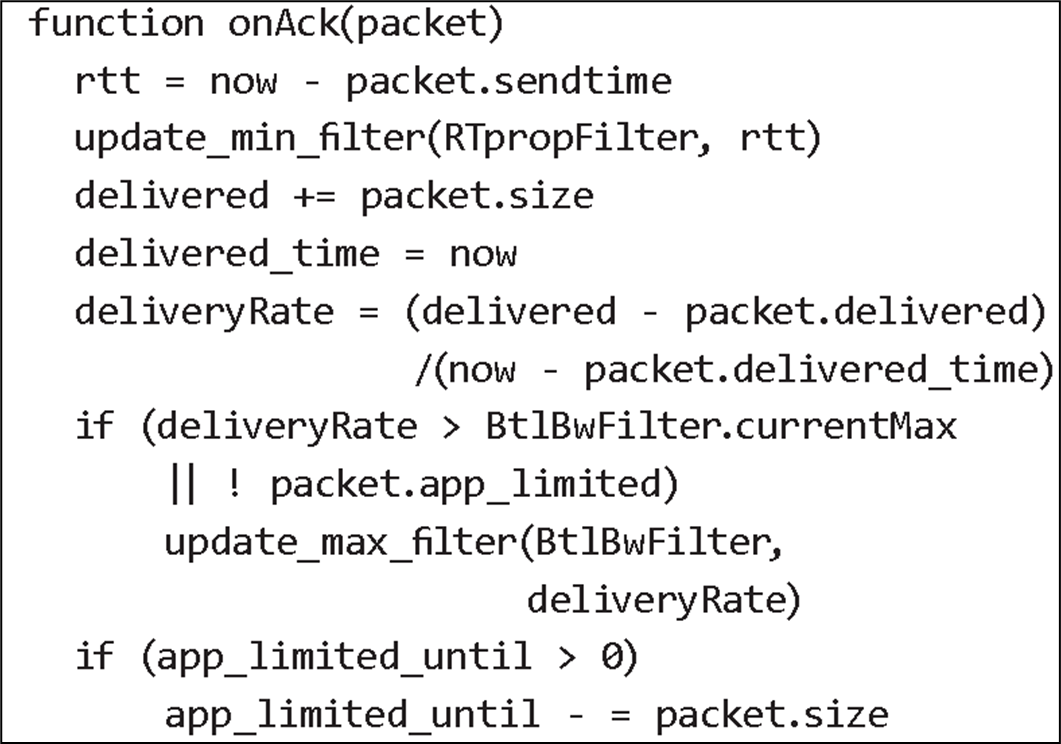 function onAck(packet)
rtt = now - packet.sendtime
update_min_filter(RTpropFilter, rtt)
delivered += packet.size
delivered_time = now
deliveryRate = (delivered - packet.delivered)
/(now - packet.delivered_time)
if (deliveryRate > BtlBwFilter.currentMax
|| ! packet.app_limited)
update_max_filter(BtlBwFilter,
deliveryRate)
if (app_limited_until > 0)
app_limited_until - = packet.size